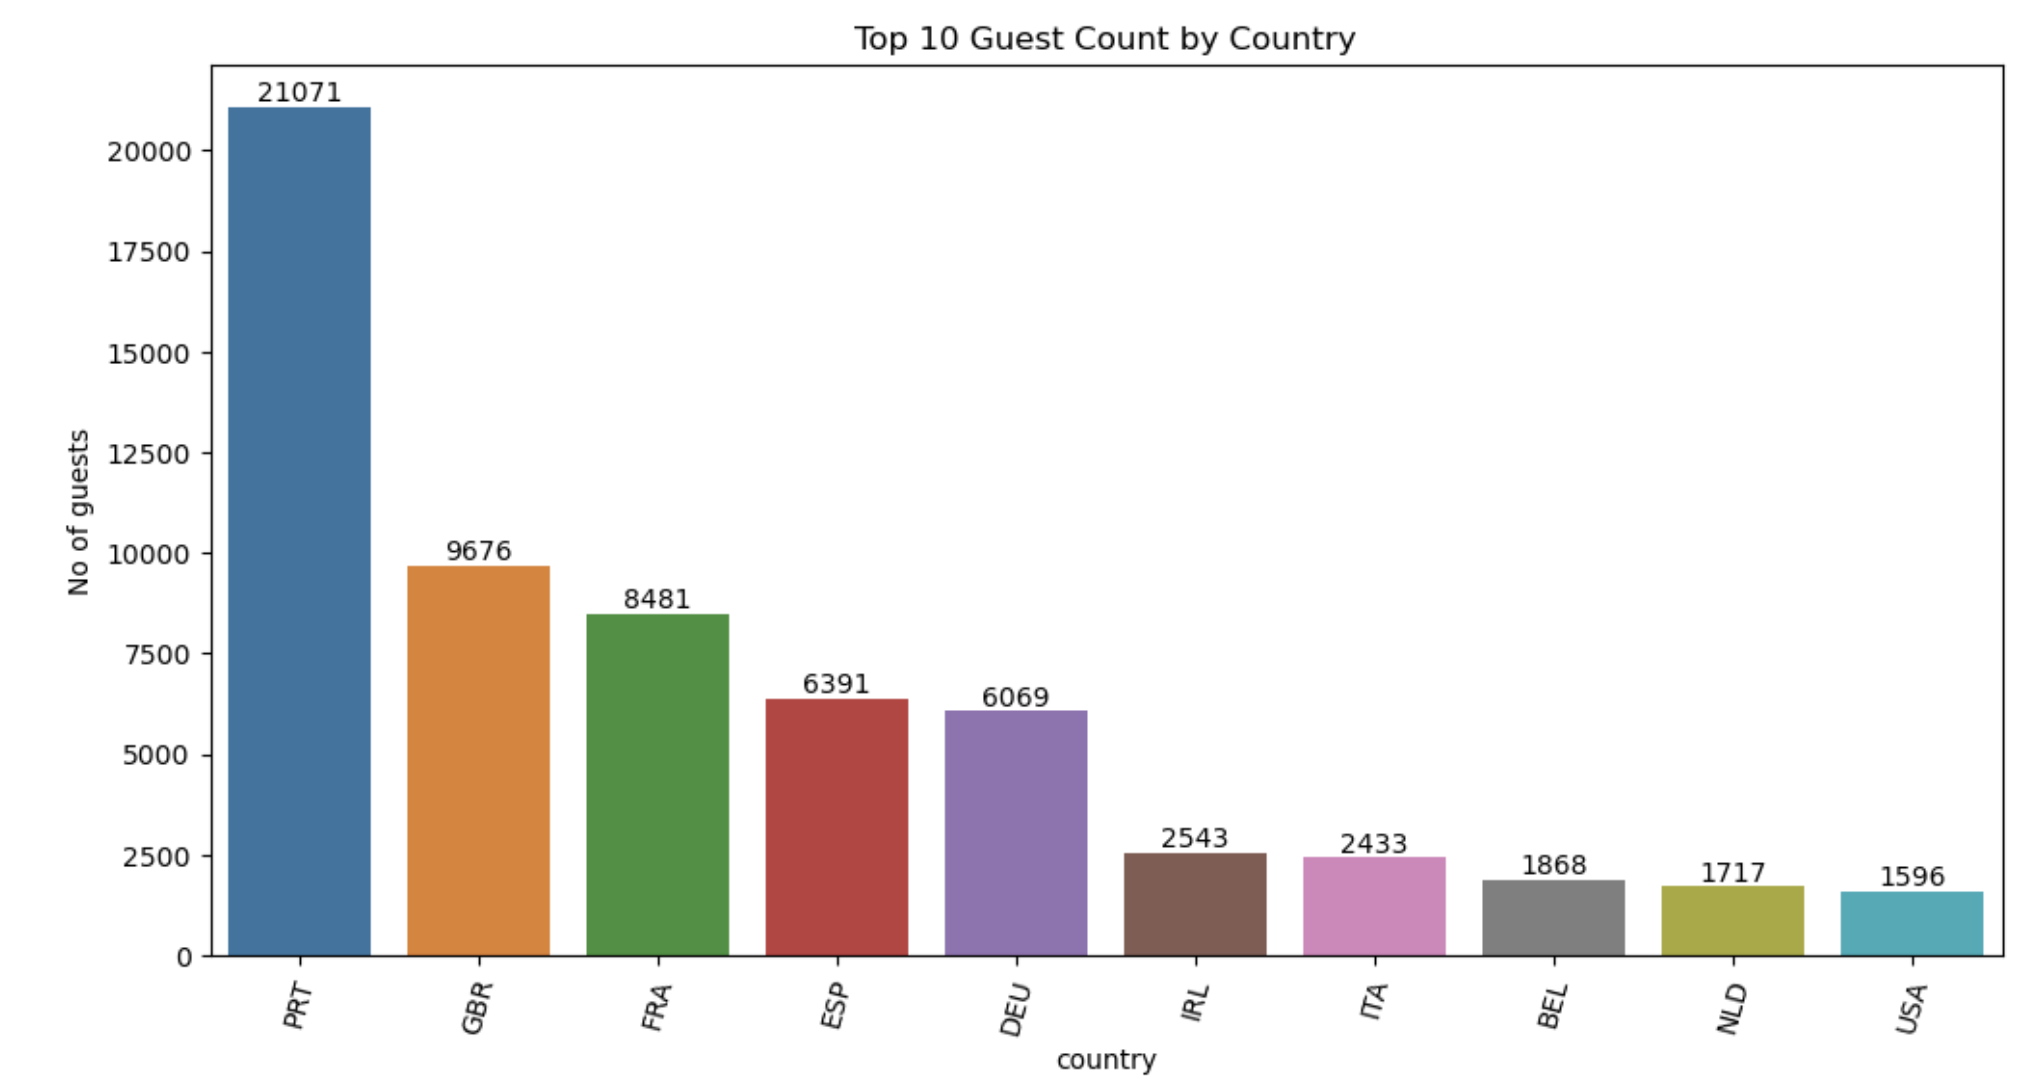 Top 10 Guest Count by Country
No of guests
20000
17500
15000
12500
10000
7500
5000
2500
0
21071
9676
8481
6391
6069
2543
2433
1868
1717
1596
PRT
GBR
FRA
ESP
DEU
IRL
ITA
BEL
NLD
USA
country